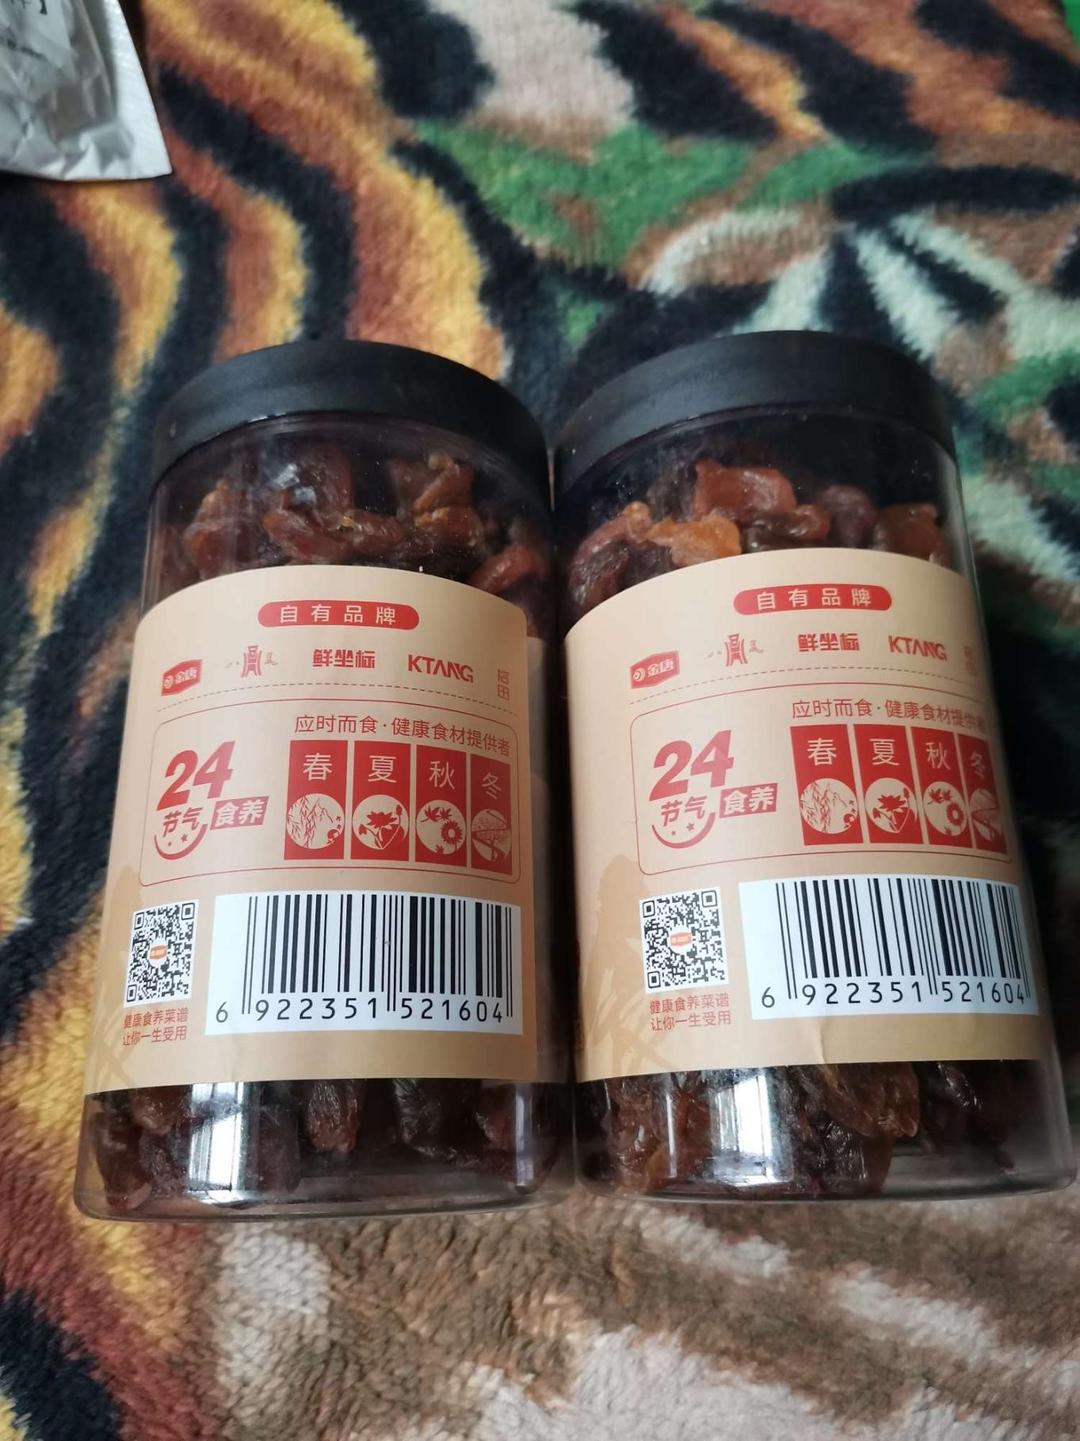 自有品牌
金唐 鲜坐标 KTANG 稻田
应时而食·健康食材提供者
24
节气 食养
春 夏 秋 冬
健康食养菜谱
让你一生受用
6 922351 521604
自有品牌
金唐 鲜坐标 KTANG
应时而食·健康食材提供者
24
节气 食养
春 夏 秋 冬
健康食养菜谱
让你一生受用
6 922351 521604